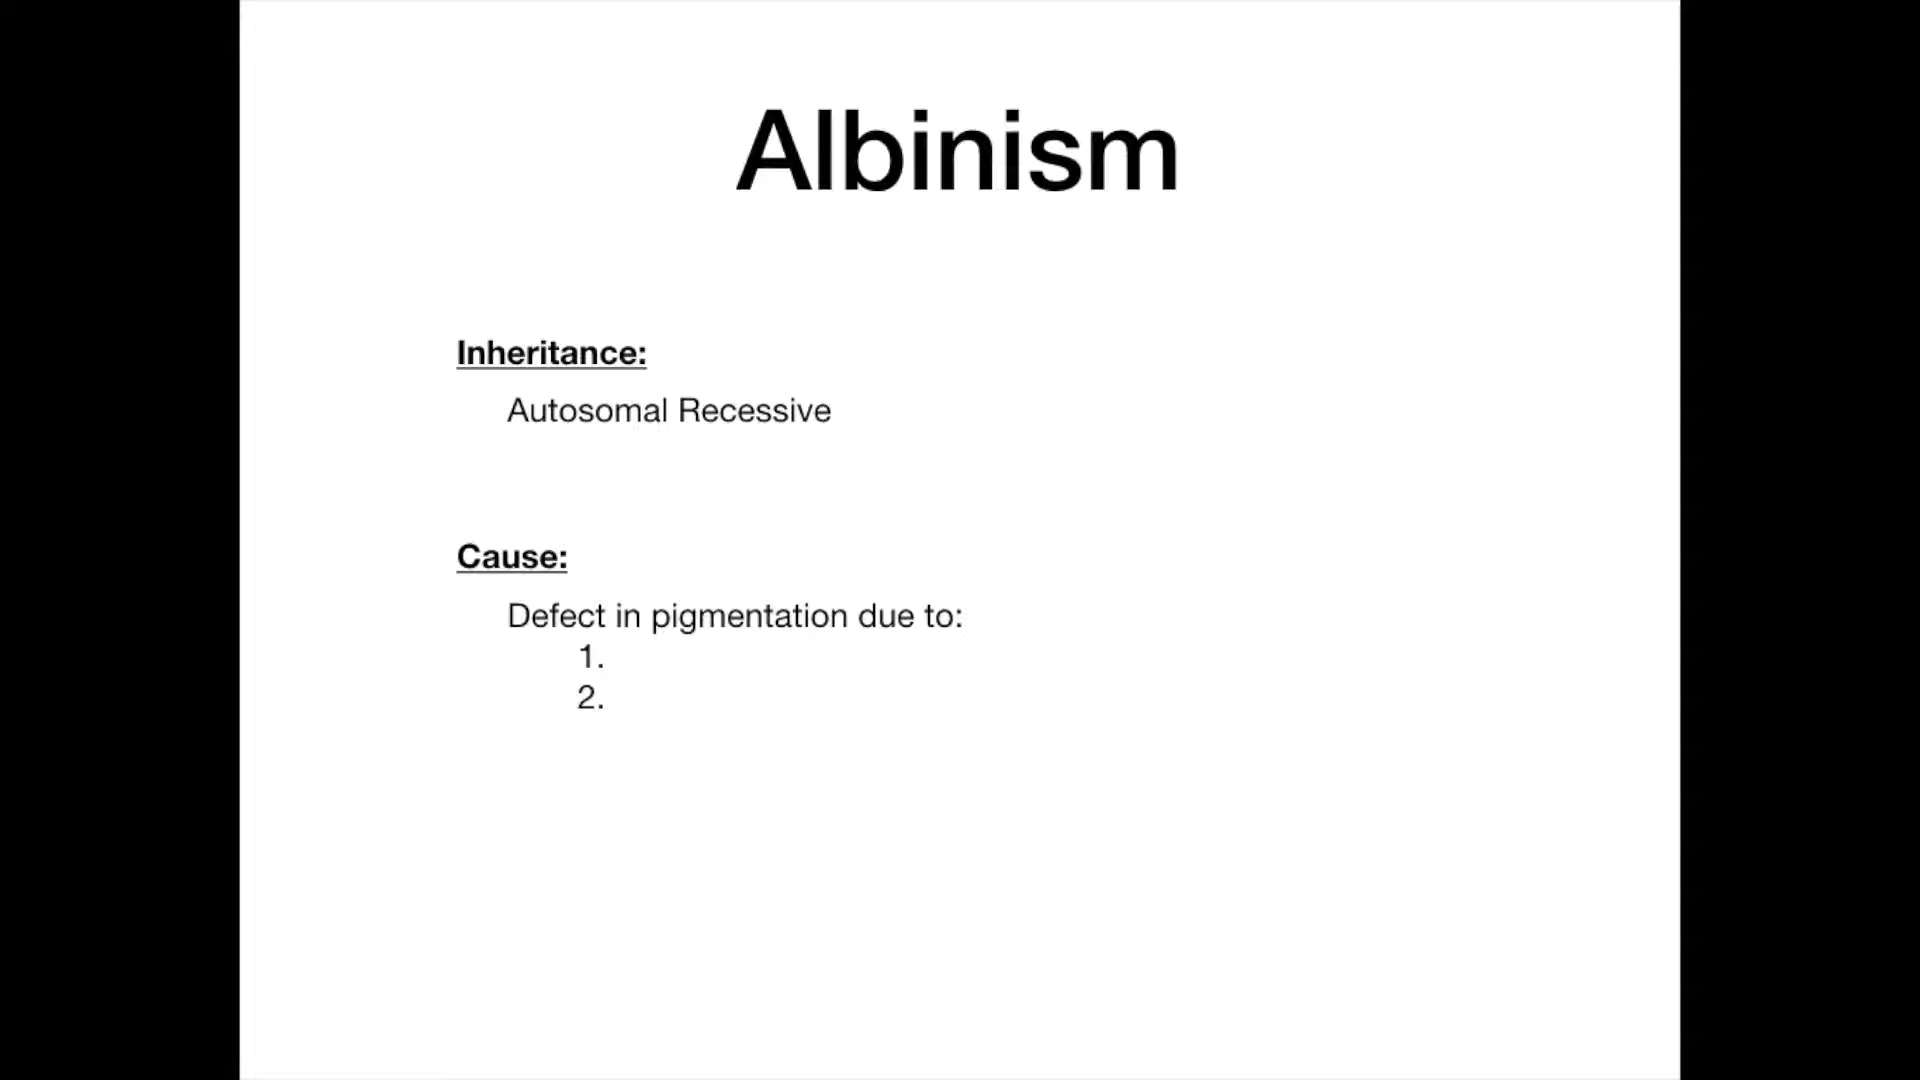 Albinism
Inheritance:
Autosomal Recessive
Cause:
Defect in pigmentation due to:
1.
2.